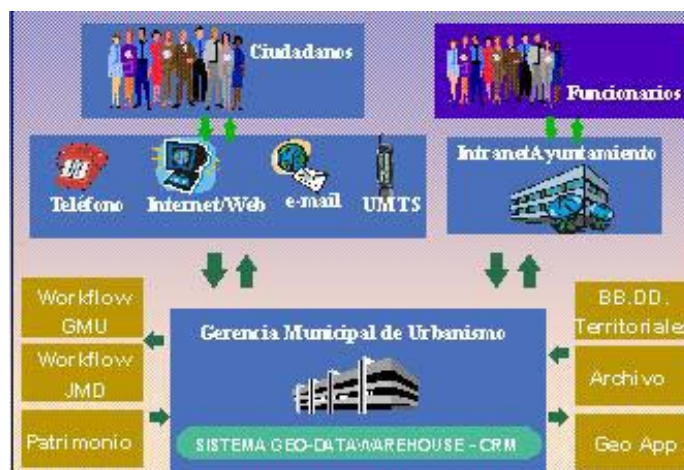 Ciudadanos
Funcionarios
Teléfono
Internet/Web
e-mail
UMTS
IntranetAyuntamiento
Workflow
GMU
Workflow
JMD
Patrimonio
Gerencia Municipal de Urbanismo
SISTEMA GEO-DATAWAREHOUSE - CRM
BB.DD.
Territoriales
Archivo
Geo App